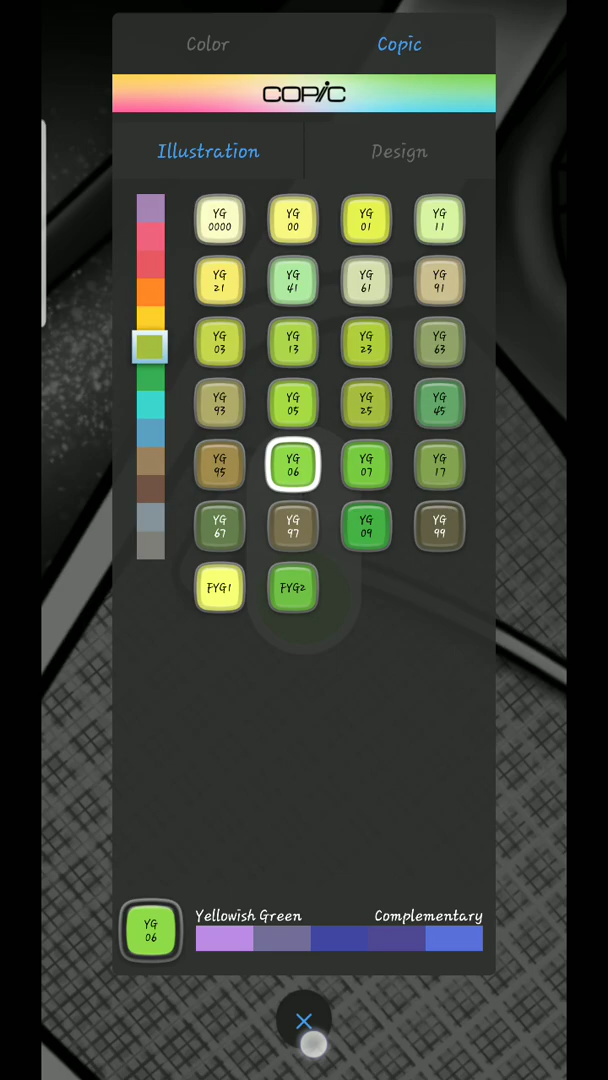 Color
Copic
COPIC
Illustration
Design
YG 0000
YG 00
YG 01
YG 11
YG 21
YG 41
YG 61
YG 91
YG 03
YG 13
YG 23
YG 63
YG 93
YG 05
YG 25
YG 45
YG 95
YG 06
YG 07
YG 17
YG 67
YG 97
YG 09
YG 99
FYG1
FYG2
YG 06
Yellowish Green
Complementary